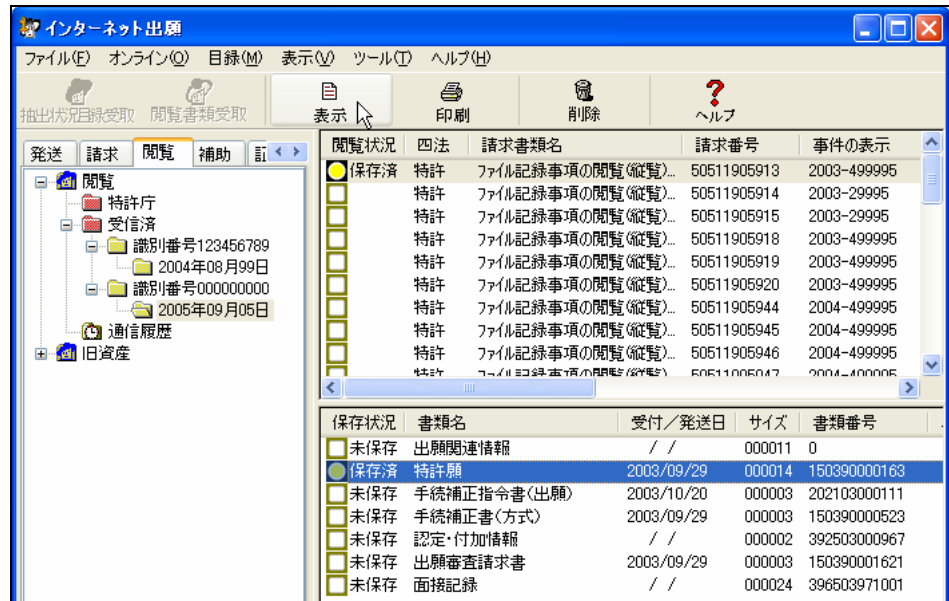 インターネット出願
ファイル(F) オンライン(O) 目録(M) 表示(V) ツール(T) ヘルプ(H)
抽出状況目録受取 閲覧書類受取 表示 印刷 削除 ヘルプ
発送 請求 閲覧 補助
閲覧
特許庁
受信済
識別番号123456789
2004年08月99日
識別番号000000000
2005年09月05日
通信履歴
旧資産
閲覧状況 四法 請求書類名 請求番号 事件の表示
保存済 特許 ファイル記録事項の閲覧(縦覧)... 50511905913 2003-499995
特許 ファイル記録事項の閲覧(縦覧)... 50511905914 2003-29995
特許 ファイル記録事項の閲覧(縦覧)... 50511905915 2003-29995
特許 ファイル記録事項の閲覧(縦覧)... 50511905918 2003-499995
特許 ファイル記録事項の閲覧(縦覧)... 50511905919 2003-499995
特許 ファイル記録事項の閲覧(縦覧)... 50511905920 2003-499995
特許 ファイル記録事項の閲覧(縦覧)... 50511905944 2004-499995
特許 ファイル記録事項の閲覧(縦覧)... 50511905945 2004-499995
特許 ファイル記録事項の閲覧(縦覧)... 50511905946 2004-499995
特許 ファイル記録事項の閲覧(縦覧)... 50511905947 2004-499995
保存状況 書類名 受付/発送日 サイズ 書類番号
未保存 出願関連情報 / / 000011 0
保存済 特許願 2003/09/29 000014 150390000163
未保存 手続補正指令書(出願) 2003/10/20 000003 202103000111
未保存 手続補正書(方式) 2003/09/29 000003 150390000523
未保存 認定・付加情報 / / 000002 392503000967
未保存 出願審査請求書 2003/09/29 000003 150390001621
未保存 面接記録 / / 000024 396503971001